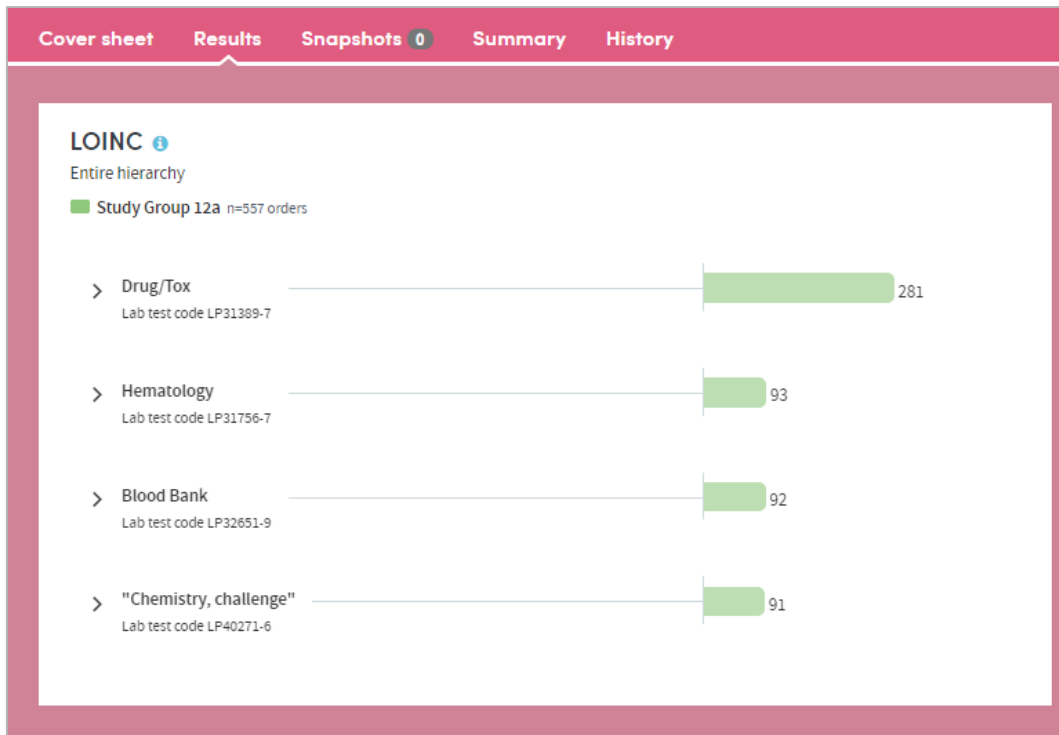 Cover sheet Results Snapshots 0 Summary History
LOINC
Entire hierarchy
Study Group 12a n=557 orders
Drug/Tox
281
Lab test code LP31389-7
Hematology
93
Lab test code LP31756-7
Blood Bank
92
Lab test code LP32651-9
"Chemistry, challenge"
91
Lab test code LP40271-6